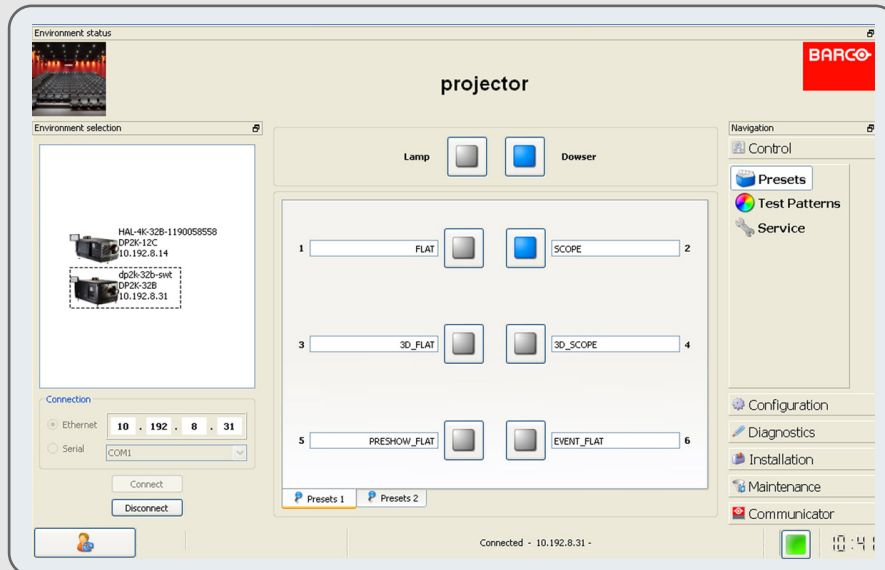 Environment status
BARCO
projector
Environment selection
HAL-4K-32B-1190058558
DP2K-12C
10.192.8.14
dp2k-32b-swt
DP2K-32B
10.192.8.31
Connection
Ethernet 10 . 192 . 8 . 31
Serial COM1
Connect
Disconnect
Lamp Dowser
1 FLAT SCOPE 2
3 3D_FLAT 3D_SCOPE 4
5 PRESHOW_FLAT EVENT_FLAT 6
Presets 1 Presets 2
Navigation
Control
Presets
Test Patterns
Service
Configuration
Diagnostics
Installation
Maintenance
Communicator
Connected - 10.192.8.31 -